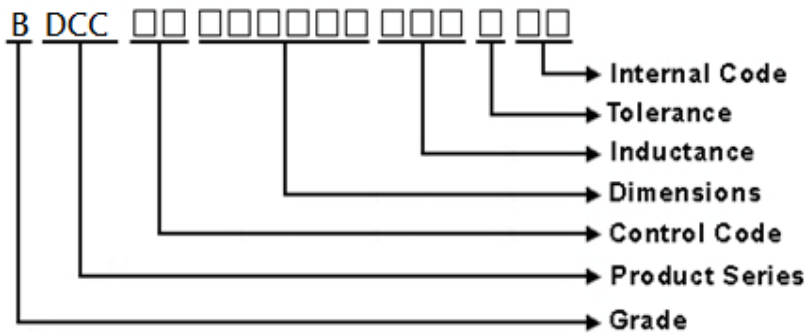 B DCC □□ □□□□□□ □□□ □ □□
Internal Code
Tolerance
Inductance
Dimensions
Control Code
Product Series
Grade